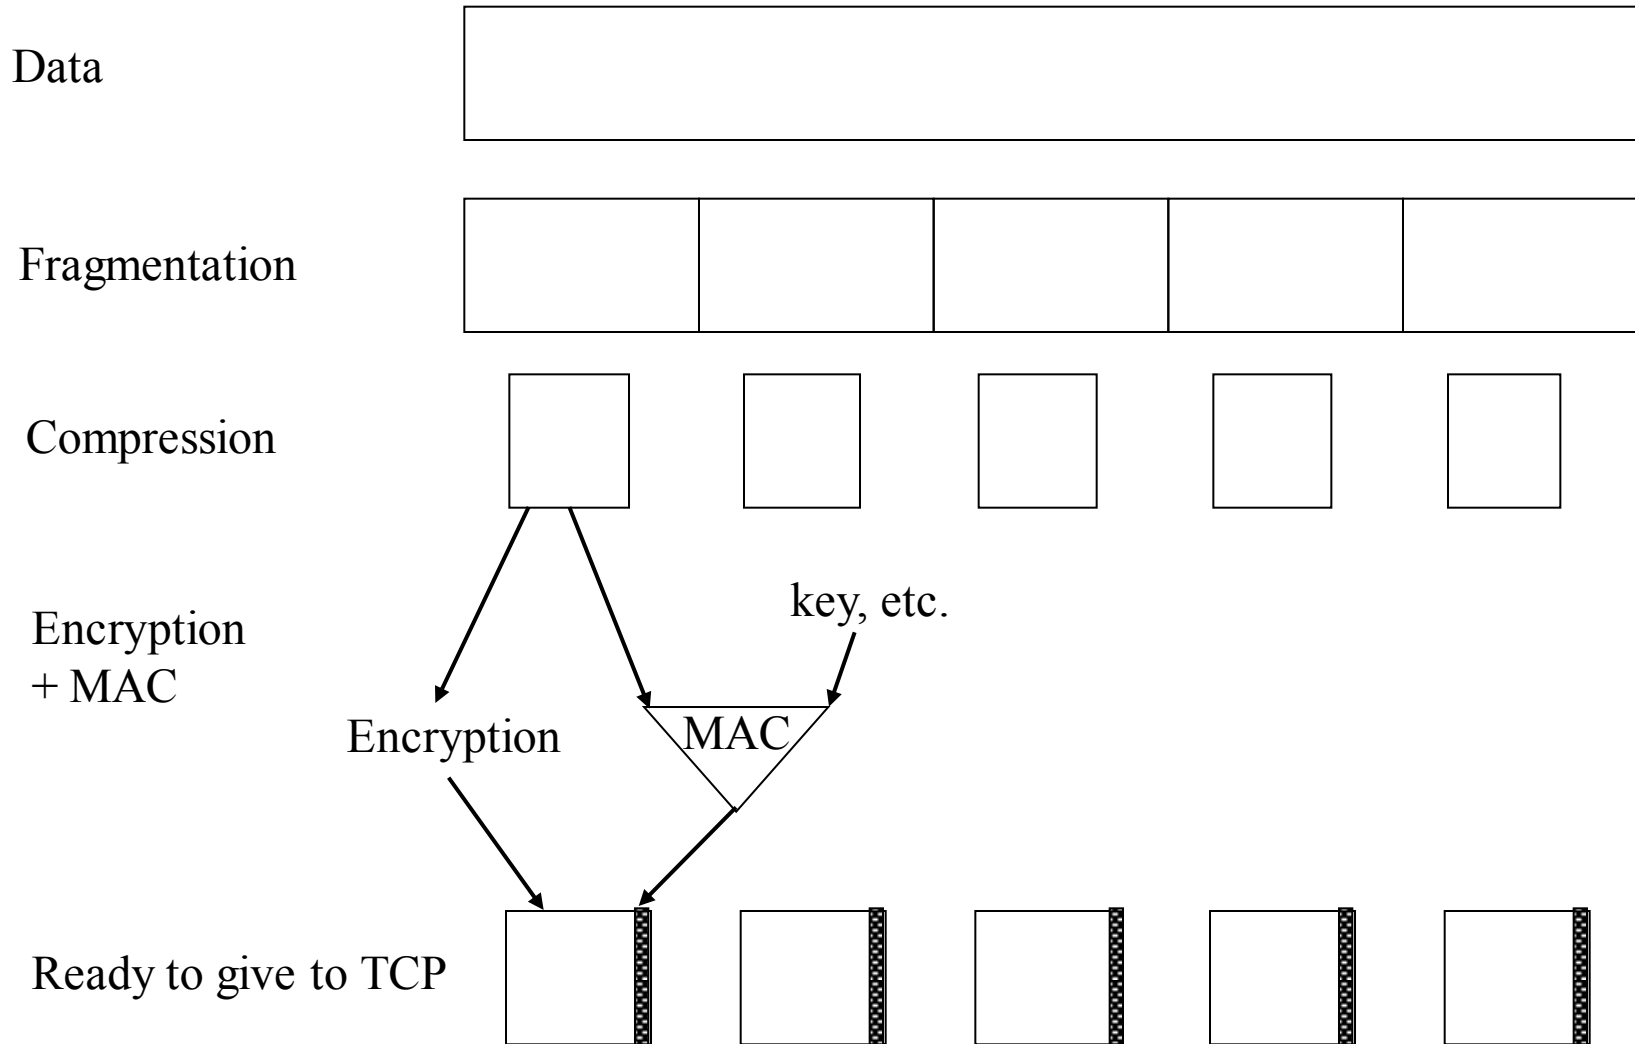 Data
Fragmentation
Compression
key, etc.
Encryption
+ MAC
Encryption
MAC
Ready to give to TCP